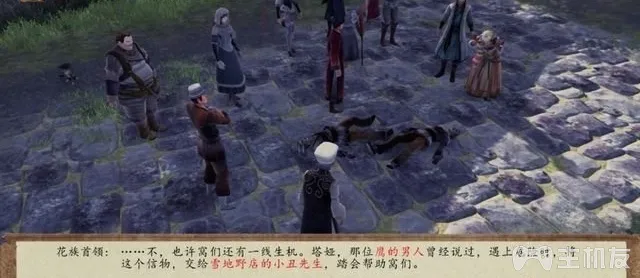 花族首领：……不，也许窝们还有一线生机。塔娅，那位鹰的男人曾经说过，遇上
这个信物，交给雪地野店的小丑先生，踏会帮助窝们。
主机友